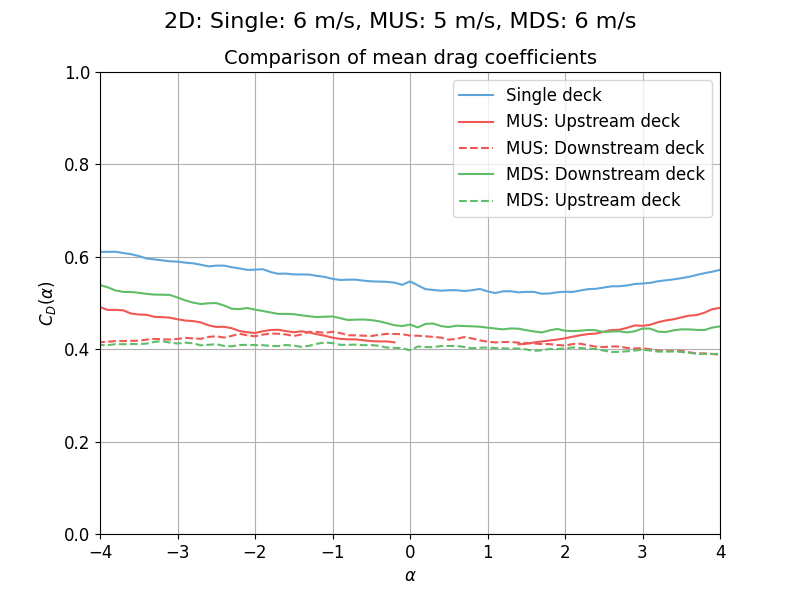 2D: Single: 6 m/s, MUS: 5 m/s, MDS: 6 m/s
Comparison of mean drag coefficients
1.0
0.8
0.6
0.4
0.2
0.0
C_D(α)
Single deck
MUS: Upstream deck
MUS: Downstream deck
MDS: Downstream deck
MDS: Upstream deck
−4 −3 −2 −1 0 1 2 3 4
α